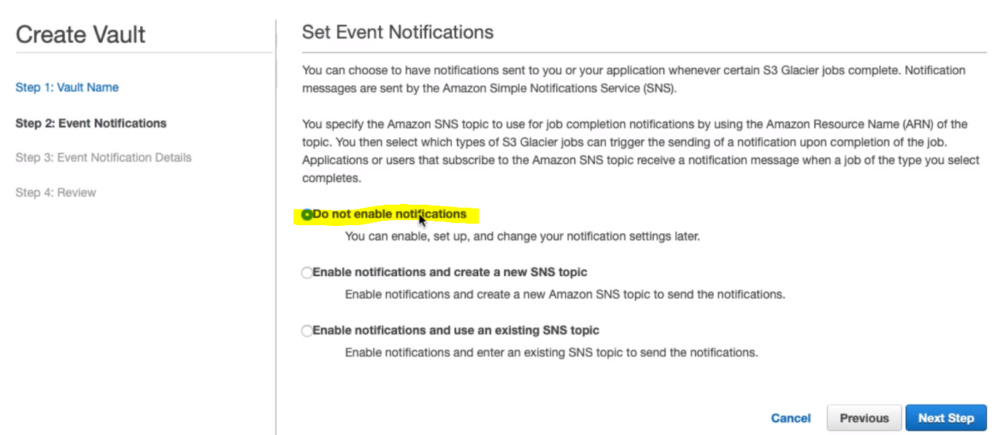 Create Vault
Step 1: Vault Name
Step 2: Event Notifications
Step 3: Event Notification Details
Step 4: Review
Set Event Notifications
You can choose to have notifications sent to you or your application whenever certain S3 Glacier jobs complete. Notification
messages are sent by the Amazon Simple Notifications Service (SNS).
You specify the Amazon SNS topic to use for job completion notifications by using the Amazon Resource Name (ARN) of the
topic. You then select which types of S3 Glacier jobs can trigger the sending of a notification upon completion of the job.
Applications or users that subscribe to the Amazon SNS topic receive a notification message when a job of the type you select
completes.
Do not enable notifications
You can enable, set up, and change your notification settings later.
Enable notifications and create a new SNS topic
Enable notifications and create a new Amazon SNS topic to send the notifications.
Enable notifications and use an existing SNS topic
Enable notifications and enter an existing SNS topic to send the notifications.
Cancel
Previous
Next Step